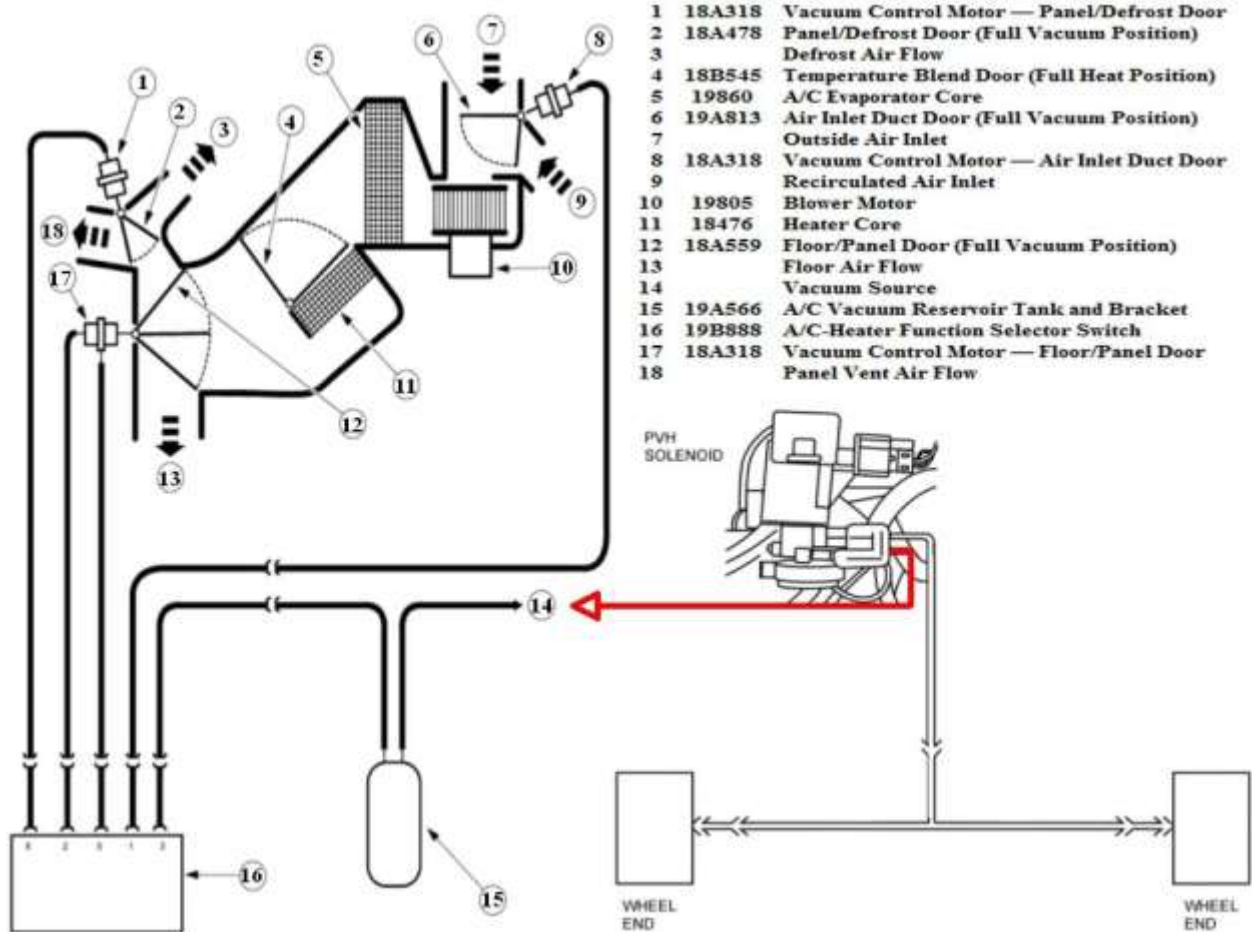 1 18A318 Vacuum Control Motor — Panel/Defrost Door
2 18A478 Panel/Defrost Door (Full Vacuum Position)
3 Defrost Air Flow
4 18B545 Temperature Blend Door (Full Heat Position)
5 19860 A/C Evaporator Core
6 19A813 Air Inlet Duct Door (Full Vacuum Position)
7 Outside Air Inlet
8 18A318 Vacuum Control Motor — Air Inlet Duct Door
9 Recirculated Air Inlet
10 19805 Blower Motor
11 18476 Heater Core
12 18A559 Floor/Panel Door (Full Vacuum Position)
13 Floor Air Flow
14 Vacuum Source
15 19A566 A/C Vacuum Reservoir Tank and Bracket
16 19B888 A/C-Heater Function Selector Switch
17 18A318 Vacuum Control Motor — Floor/Panel Door
18 Panel Vent Air Flow
7
6
8
5
1
2
3
4
9
18
17
10
11
12
13
PVH
SOLENOID
14
16
15
WHEEL
END
WHEEL
END